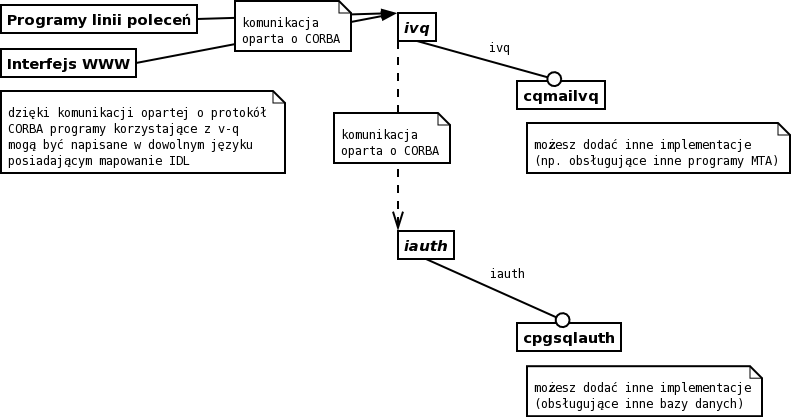 Programy linii poleceń
komunikacja
oparta o CORBA
ivq
ivq
Interfejs WWW
cqmailvq
dzięki komunikacji opartej o protokół
CORBA programy korzystające z v-q
mogą być napisane w dowolnym języku
posiadającym mapowanie IDL
komunikacja
oparta o CORBA
możesz dodać inne implementacje
(np. obsługujące inne programy MTA)
iauth
iauth
cpgsqlauth
możesz dodać inne implementacje
(obsługujące inne bazy danych)